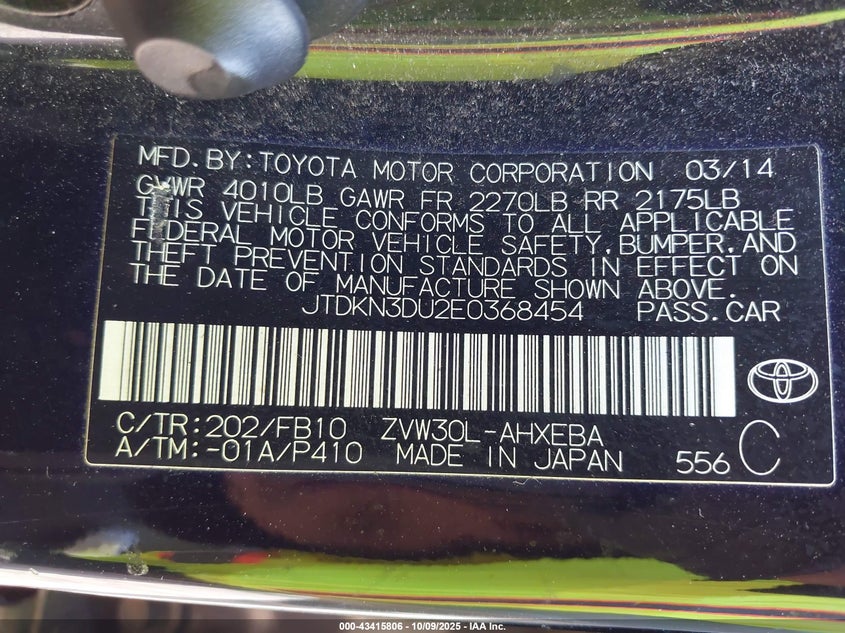 MFD.BY:TOYOTA MOTOR CORPORATION 03/14
GVWR 4010LB GAWR FR 2270LB RR 2175LB
THIS VEHICLE CONFORMS TO ALL APPLICABLE
FEDERAL MOTOR VEHICLE SAFETY,BUMPER,AND
THEFT PREVENTION STANDARDS IN EFFECT ON
THE DATE OF MANUFACTURE SHOWN ABOVE.
JTDKN3DU2E0368454 PASS.CAR
C/TR:202/FB10 ZVW30L-AHXEBA
A/TM:-01A/P410 MADE IN JAPAN 556 C
000-43415806 - 10/09/2025 - IAA Inc.